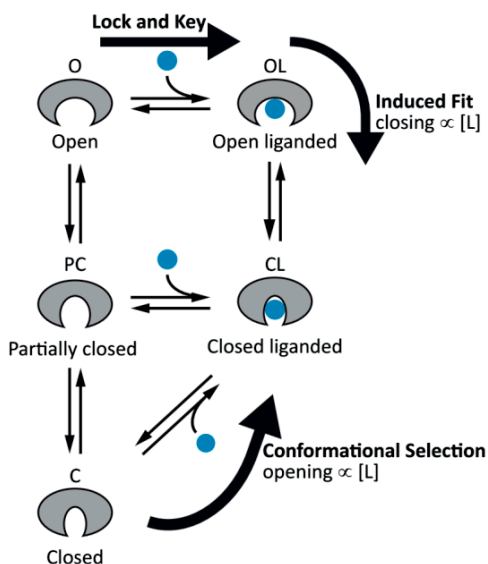 Lock and Key
O
OL
Open
Open liganded
Induced Fit
closing ∝ [L]
PC
CL
Partially closed
Closed liganded
Conformational Selection
opening ∝ [L]
C
Closed